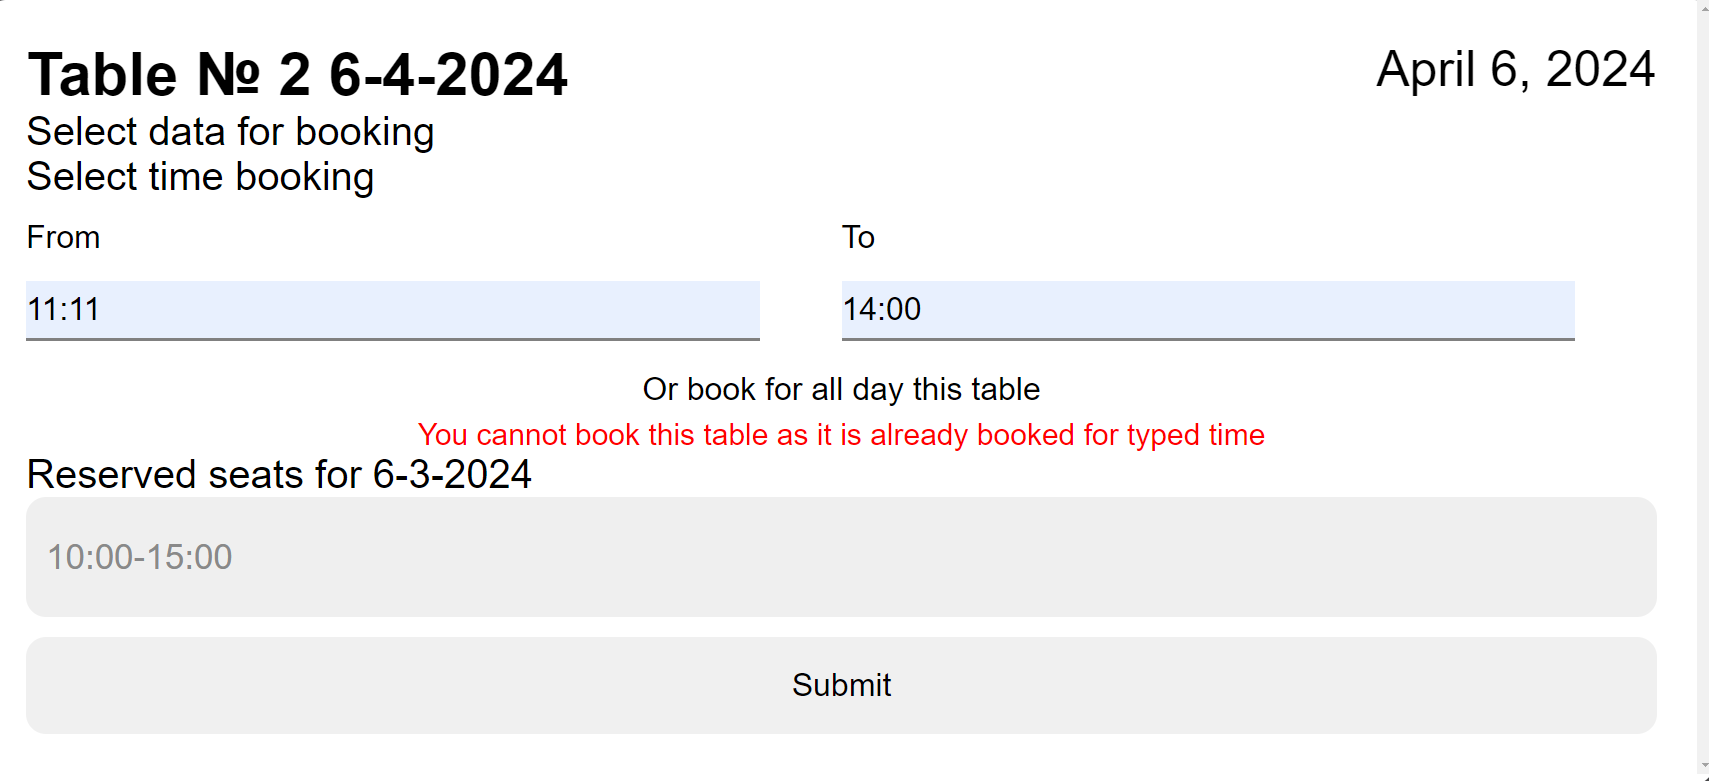 Table № 2 6-4-2024
April 6, 2024
Select data for booking
Select time booking
From
To
11:11
14:00
Or book for all day this table
You cannot book this table as it is already booked for typed time
Reserved seats for 6-3-2024
10:00-15:00
Submit